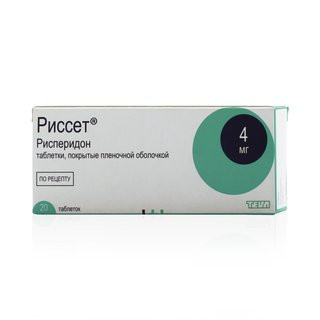 Риссет®
Рисперидон
таблетки, покрытые пленочной оболочкой
4
мг
ПО РЕЦЕПТУ
20 таблеток
TEVA